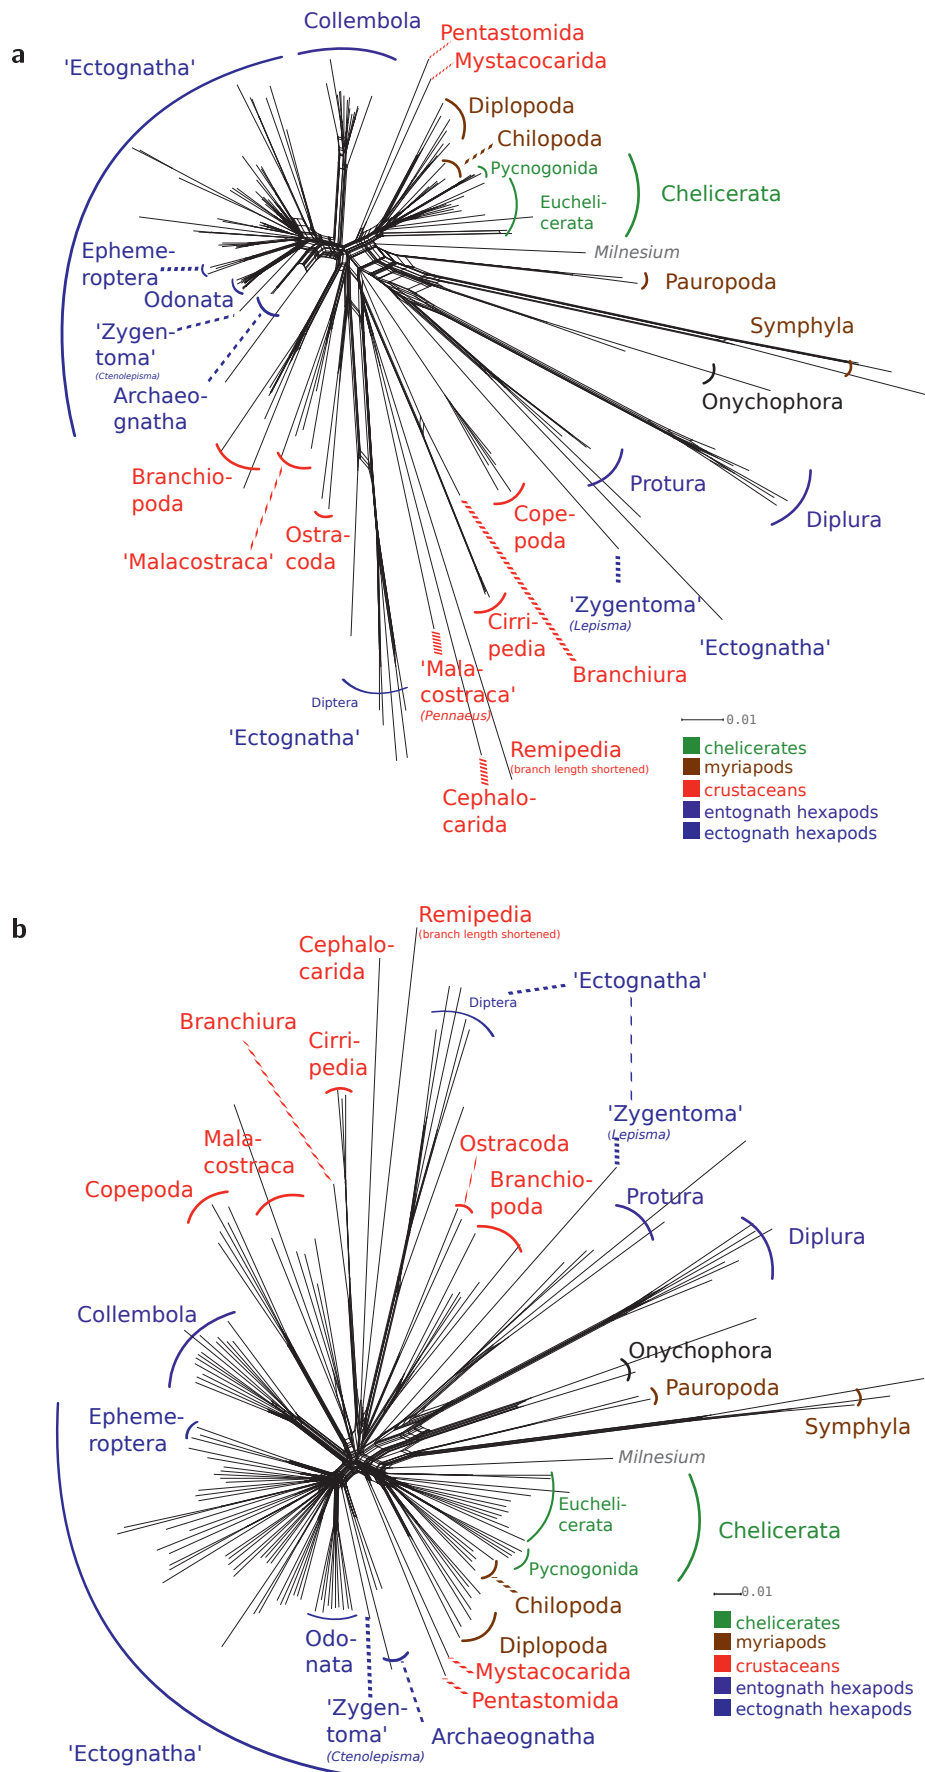 a
Collembola
'Ectognatha'
Pentastomida
Mystacocarida
Diplopoda
Chilopoda
Pycnogonida
Eucheli-
cerata
Chelicerata
Milnesium
Epheme-
roptera
Odonata
'Zygen-
toma'
(Ctenolepisma)
Archaeo-
gnatha
Pauropoda
Symphyla
Onychophora
Branchio-
poda
'Malacostraca'
Ostra-
coda
Cope-
poda
Protura
Diplura
'Zygentoma'
(Lepisma)
'Ectognatha'
Cirri-
pedia
Branchiura
'Mala-
costraca'
(Pennaeus)
Diptera
'Ectognatha'
Remipedia
(branch length shortened)
Cephalo-
carida
0.01
chelicerates
myriapods
crustaceans
entognath hexapods
ectognath hexapods
b
Remipedia
(branch length shortened)
Cephalo-
carida
'Ectognatha'
Diptera
Branchiura
Cirri-
pedia
'Zygentoma'
(Lepisma)
Mala-
costraca
Ostracoda
Copepoda
Branchio-
poda
Protura
Diplura
Collembola
Onychophora
Pauropoda
Symphyla
Epheme-
roptera
Milnesium
Eucheli-
cerata
Chelicerata
Pycnogonida
Chilopoda
Diplopoda
Mystacocarida
Pentastomida
Odo-
nata
'Zygen-
toma'
(Ctenolepisma)
Archaeognatha
'Ectognatha'
0.01
chelicerates
myriapods
crustaceans
entognath hexapods
ectognath hexapods